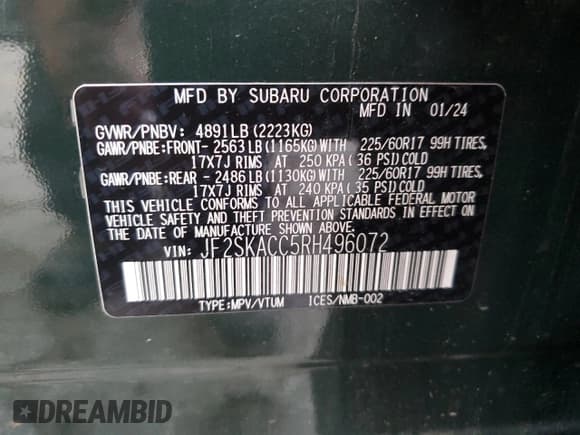 MFD BY SUBARU CORPORATION
MFD IN 01/24
GVWR/PNBV: 4891LB(2223KG)
GAWR/PNBE:FRONT- 2563LB(1165KG)WITH 225/60R17 99H TIRES,
17X7J RIMS AT 250 KPA(36 PSI)COLD
GAWR/PNBE:REAR - 2486LB(1130KG)WITH 225/60R17 99H TIRES,
17X7J RIMS AT 240 KPA(35 PSI)COLD
THIS VEHICLE CONFORMS TO ALL APPLICABLE FEDERAL MOTOR
VEHICLE SAFETY AND THEFT PREVENTION STANDARDS IN EFFECT
ON THE DATE OF MANUFACTURE SHOWN ABOVE.
VIN: JF2SKACC5RH496072
TYPE:MPV/VTUM ICES/NMB-002
DREAMBID